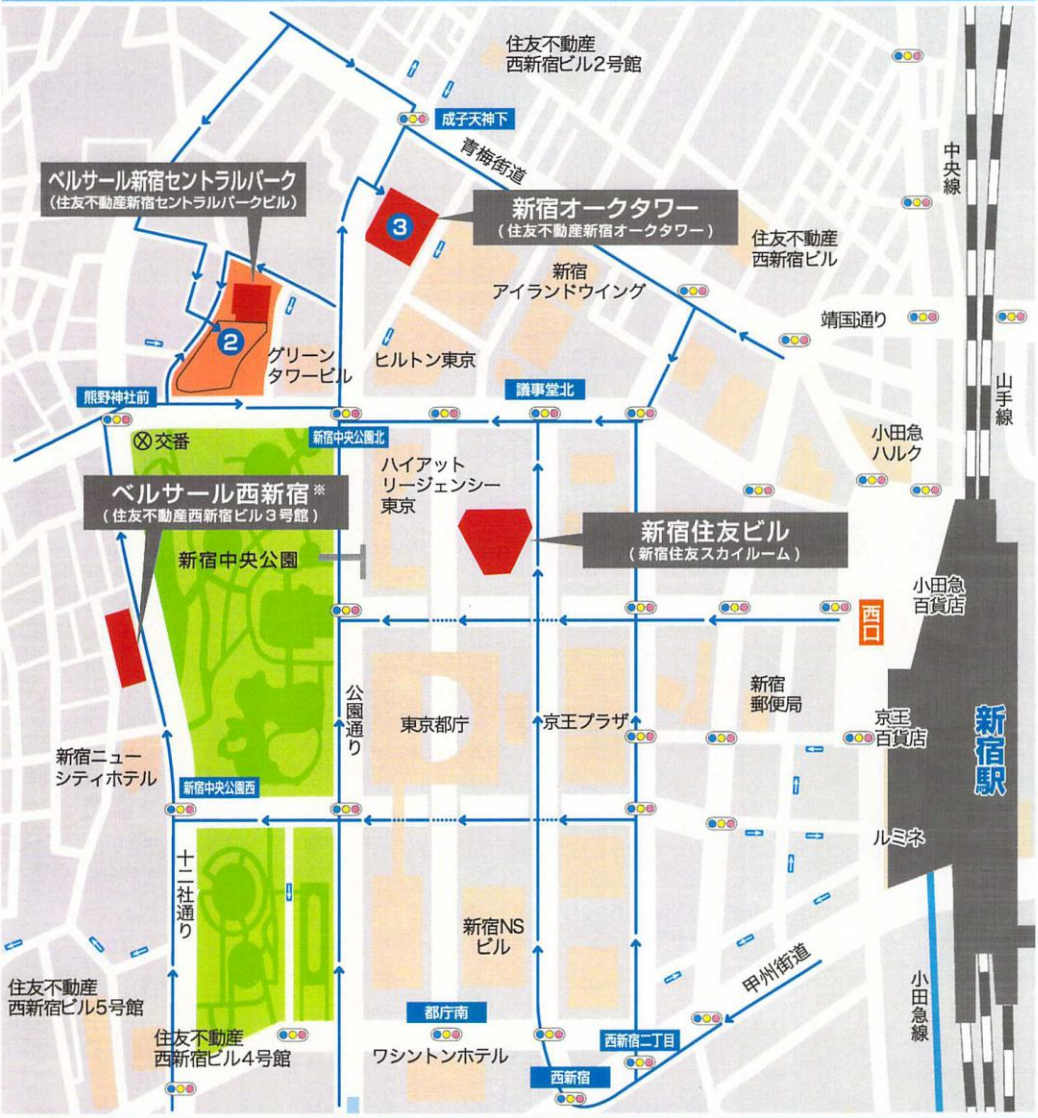 住友不動産
西新宿ビル2号館
成子天神下
青梅街道
中央線
ベルサール新宿セントラルパーク
(住友不動産新宿セントラルパークビル)
3
新宿オークタワー
(住友不動産新宿オークタワー)
住友不動産
西新宿ビル
新宿
アイランドウイング
靖国通り
2
グリーン
タワービル
ヒルトン東京
山手線
熊野神社前
議事堂北
新宿中央公園北
交番
小田急
ハルク
ハイアット
リージェンシー
東京
ベルサール西新宿※
(住友不動産西新宿ビル3号館)
新宿住友ビル
(新宿住友スカイルーム)
新宿中央公園
小田急
百貨店
西口
公園通り
東京都庁
京王プラザ
新宿
郵便局
京王
百貨店
新宿駅
新宿ニュー
シティホテル
新宿中央公園西
ルミネ
十二社通り
新宿NS
ビル
甲州街道
小田急線
住友不動産
西新宿ビル5号館
住友不動産
西新宿ビル4号館
都庁南
ワシントンホテル
西新宿二丁目
西新宿